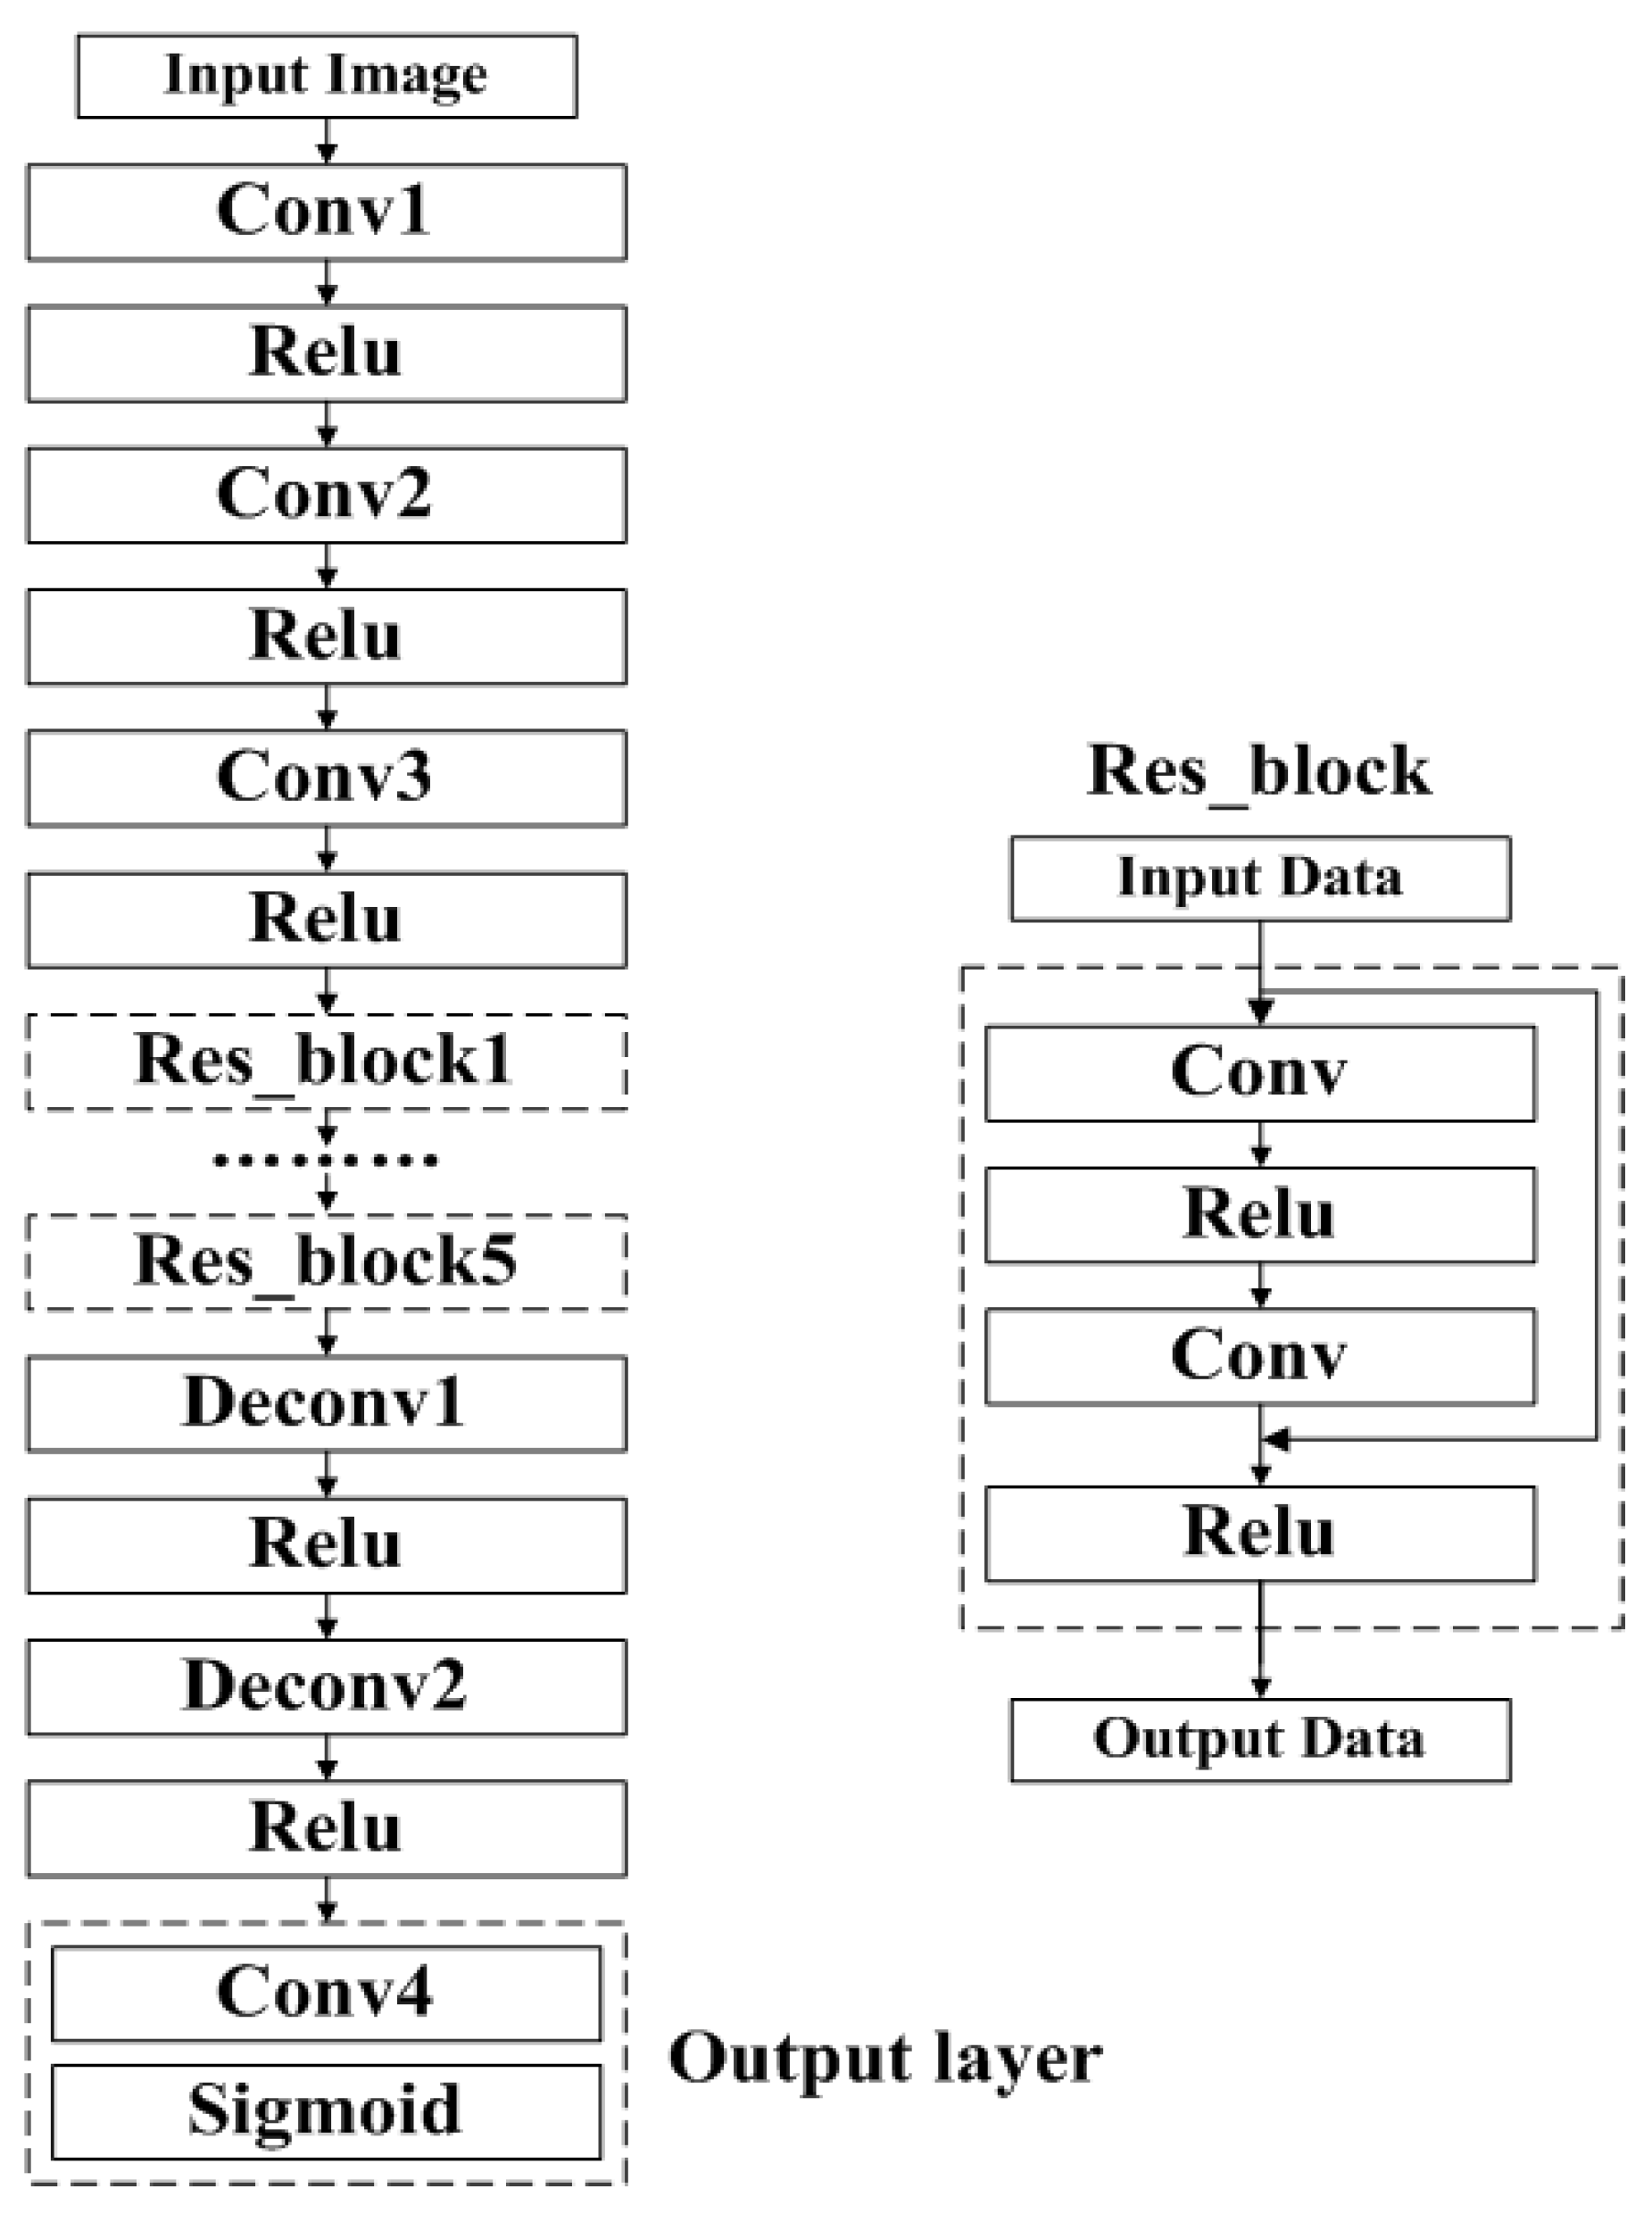 Input Image
Conv1
Relu
Conv2
Relu
Conv3
Relu
Res_block1
.........
Res_block5
Deconv1
Relu
Deconv2
Relu
Conv4
Sigmoid
Output layer
Res_block
Input Data
Conv
Relu
Conv
Relu
Output Data